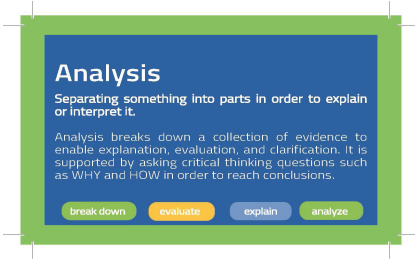 Analysis
Separating something into parts in order to explain
or interpret it.
Analysis breaks down a collection of evidence to
enable explanation, evaluation, and clarification. It is
supported by asking critical thinking questions such
as WHY and HOW in order to reach conclusions.
break down evaluate explain analyze